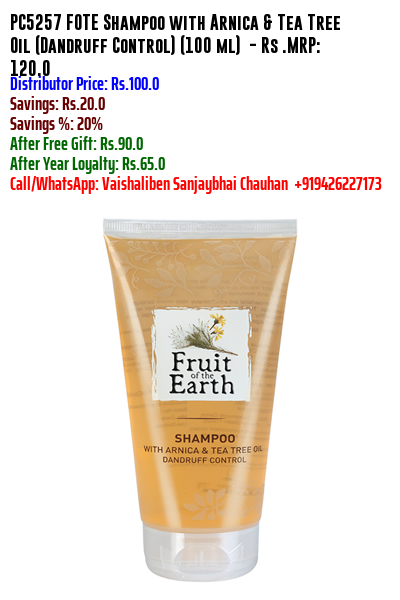 PC5257 FOTE Shampoo with Arnica & Tea Tree
Oil (Dandruff Control) (100 ml) - Rs .MRP:
120.0
Distributor Price: Rs.100.0
Savings: Rs.20.0
Savings %: 20%
After Free Gift: Rs.90.0
After Year Loyalty: Rs.65.0
Call/WhatsApp: Vaishaliben Sanjaybhai Chauhan +919426227173
Fruit
of the
Earth
SHAMPOO
WITH ARNICA & TEA TREE OIL
DANDRUFF CONTROL